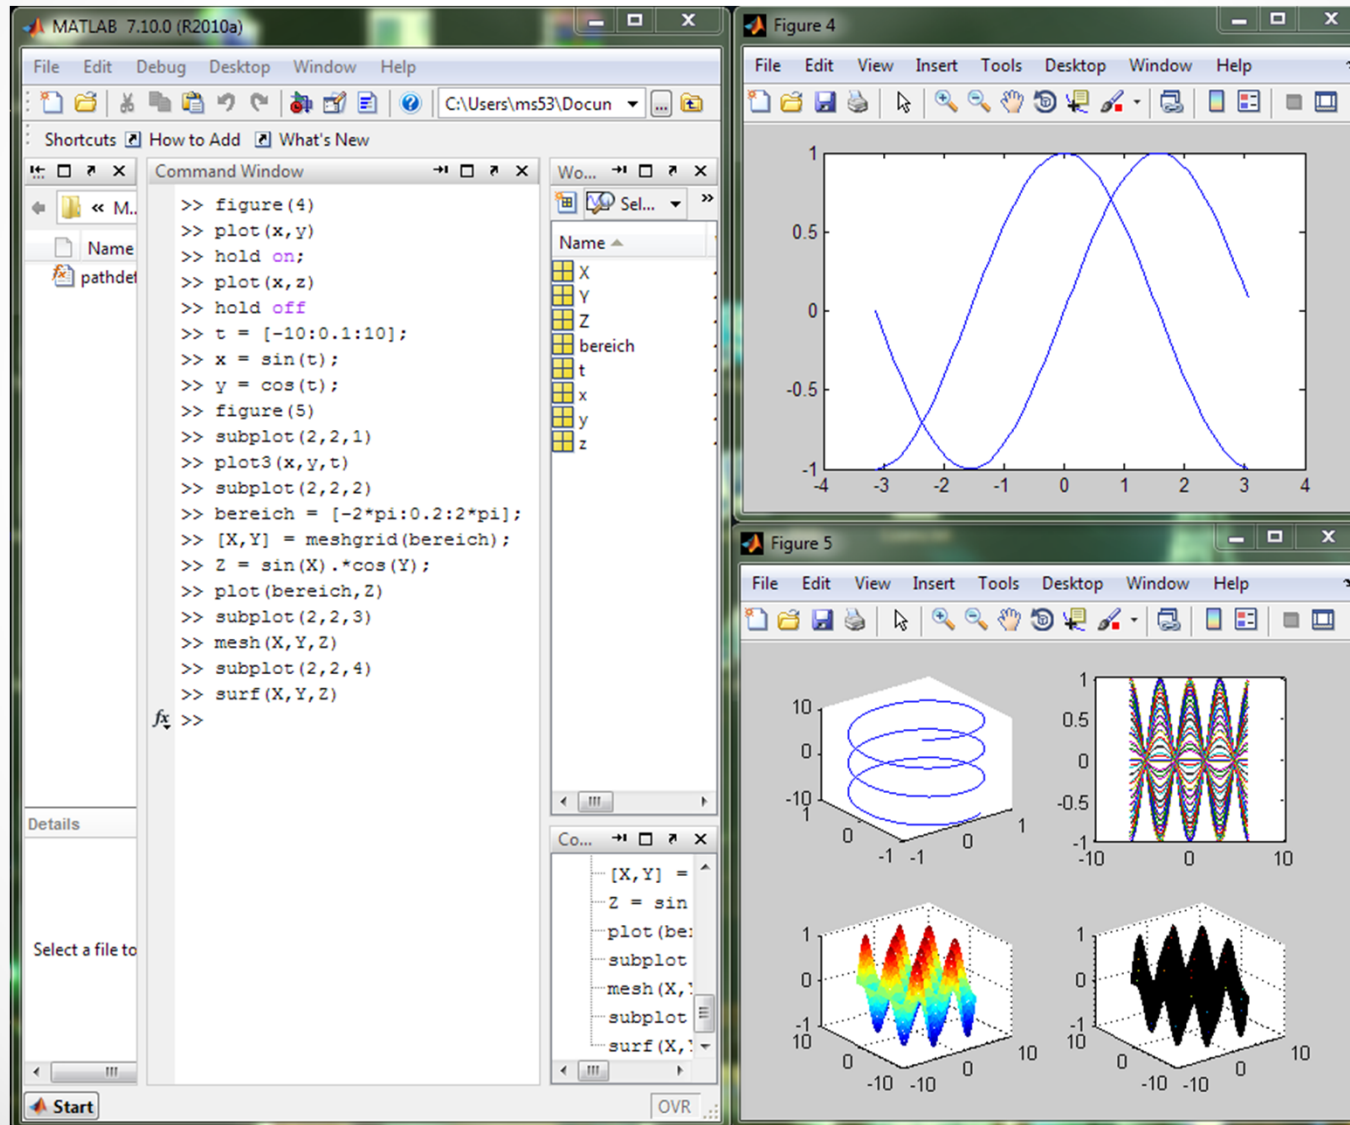 MATLAB 7.10.0 (R2010a)
File Edit Debug Desktop Window Help
C:\Users\ms53\Docun
Shortcuts How to Add What's New
« M..
Name
pathdef
Details
Select a file to
Start
Command Window
>> figure(4)
>> plot(x,y)
>> hold on;
>> plot(x,z)
>> hold off
>> t = [-10:0.1:10];
>> x = sin(t);
>> y = cos(t);
>> figure(5)
>> subplot(2,2,1)
>> plot3(x,y,t)
>> subplot(2,2,2)
>> bereich = [-2*pi:0.2:2*pi];
>> [X,Y] = meshgrid(bereich);
>> Z = sin(X).*cos(Y);
>> plot(bereich,Z)
>> subplot(2,2,3)
>> mesh(X,Y,Z)
>> subplot(2,2,4)
>> surf(X,Y,Z)
fx >>
Wo...
Sel...
Name
X
Y
Z
bereich
t
x
y
z
Co...
[X,Y] =
Z = sin
plot(be
subplot
mesh(X,
subplot
surf(X,
OVR
Figure 4
File Edit View Insert Tools Desktop Window Help
1
0.5
0
-0.5
-1
-4 -3 -2 -1 0 1 2 3 4
Figure 5
File Edit View Insert Tools Desktop Window Help
10
0
-10
1 0 -1 -1 0 1
1
0.5
0
-0.5
-1
-10 0 10
1
0
-1
10 0 -10 -10 0 10
1
0
-1
10 0 -10 -10 0 10